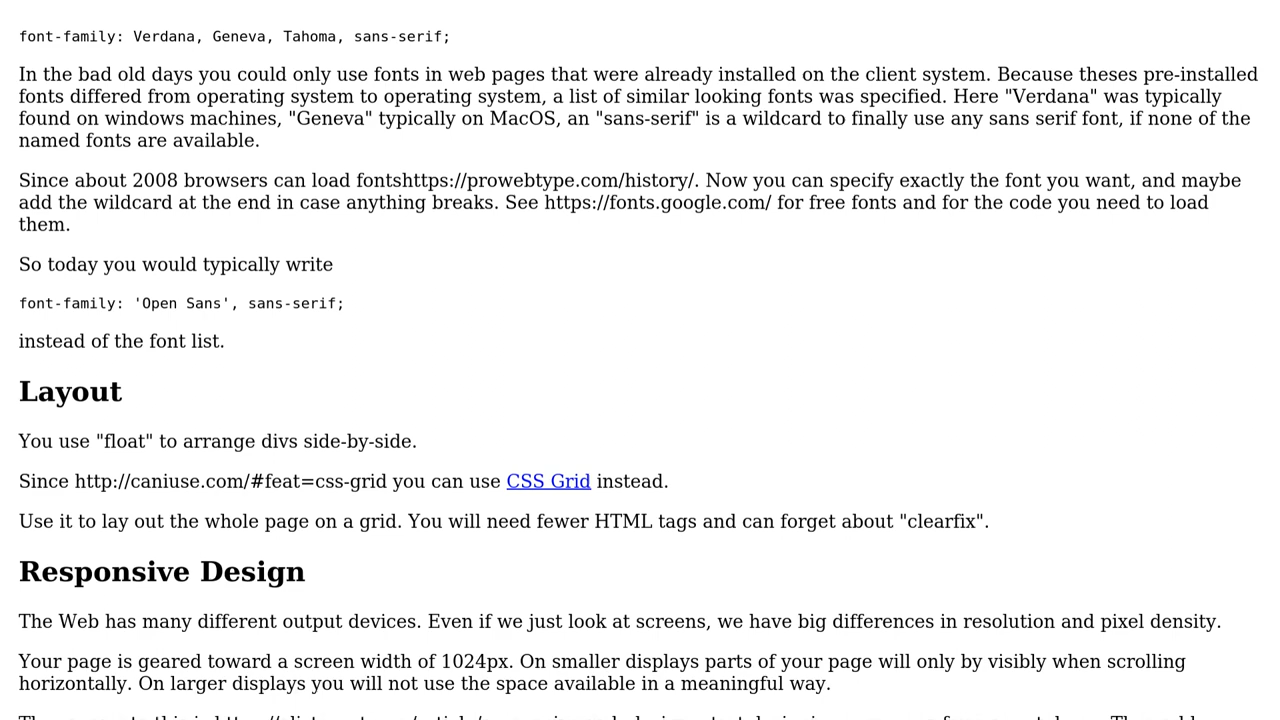 font-family: Verdana, Geneva, Tahoma, sans-serif;
In the bad old days you could only use fonts in web pages that were already installed on the client system. Because theses pre-installed
fonts differed from operating system to operating system, a list of similar looking fonts was specified. Here "Verdana" was typically
found on windows machines, "Geneva" typically on MacOS, an "sans-serif" is a wildcard to finally use any sans serif font, if none of the
named fonts are available.
Since about 2008 browsers can load fontshttps://prowebtype.com/history/. Now you can specify exactly the font you want, and maybe
add the wildcard at the end in case anything breaks. See https://fonts.google.com/ for free fonts and for the code you need to load
them.
So today you would typically write
font-family: 'Open Sans', sans-serif;
instead of the font list.
Layout
You use "float" to arrange divs side-by-side.
Since http://caniuse.com/#feat=css-grid you can use CSS Grid instead.
Use it to lay out the whole page on a grid. You will need fewer HTML tags and can forget about "clearfix".
Responsive Design
The Web has many different output devices. Even if we just look at screens, we have big differences in resolution and pixel density.
Your page is geared toward a screen width of 1024px. On smaller displays parts of your page will only by visibly when scrolling
horizontally. On larger displays you will not use the space available in a meaningful way.